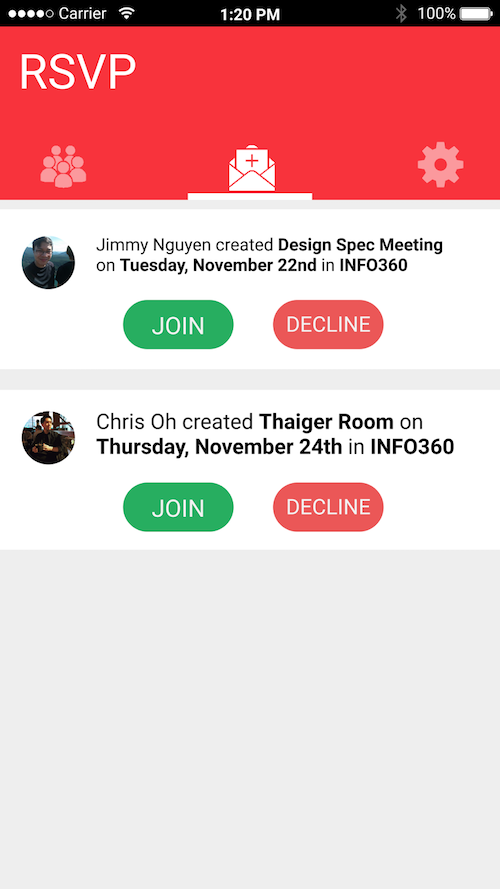 Carrier 1:20 PM 100%
RSVP
Jimmy Nguyen created Design Spec Meeting
on Tuesday, November 22nd in INFO360
JOIN DECLINE
Chris Oh created Thaiger Room on
Thursday, November 24th in INFO360
JOIN DECLINE